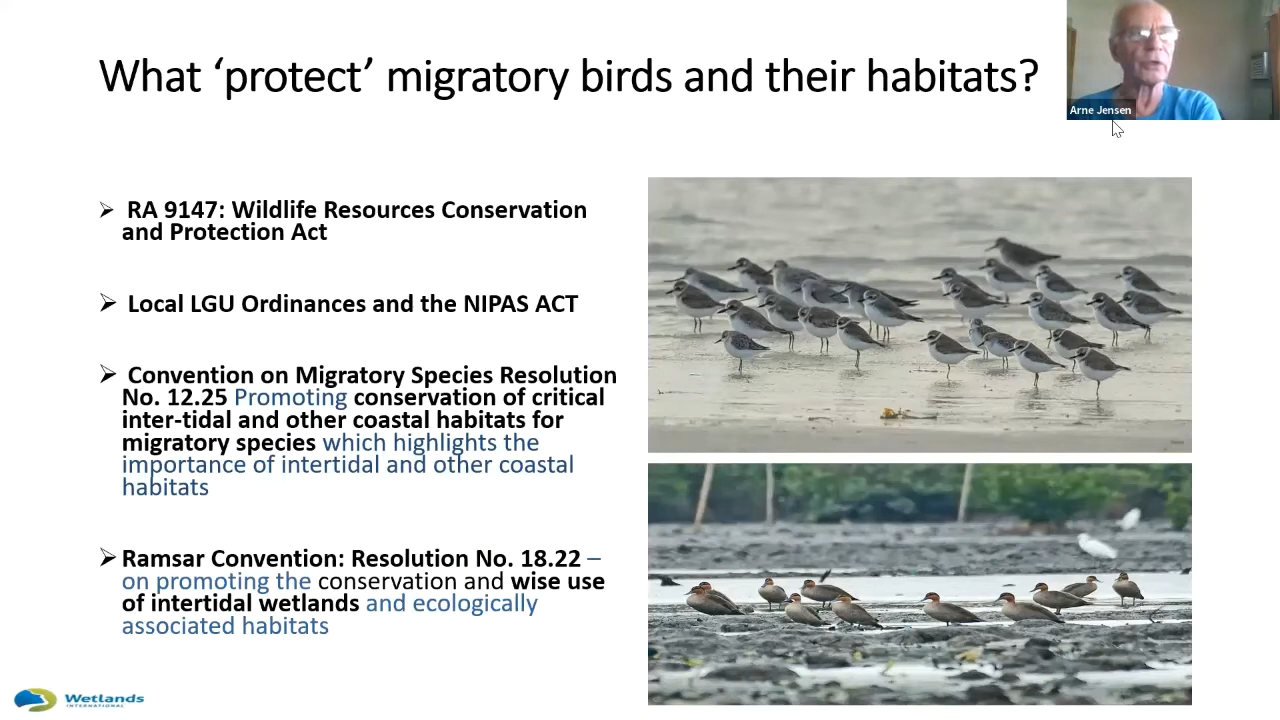 What ‘protect’ migratory birds and their habitats?
Arne Jensen
➢ RA 9147: Wildlife Resources Conservation
and Protection Act
➢ Local LGU Ordinances and the NIPAS ACT
➢ Convention on Migratory Species Resolution
No. 12.25 Promoting conservation of critical
inter-tidal and other coastal habitats for
migratory species which highlights the
importance of intertidal and other coastal
habitats
➢ Ramsar Convention: Resolution No. 18.22 –
on promoting the conservation and wise use
of intertidal wetlands and ecologically
associated habitats
Wetlands
INTERNATIONAL